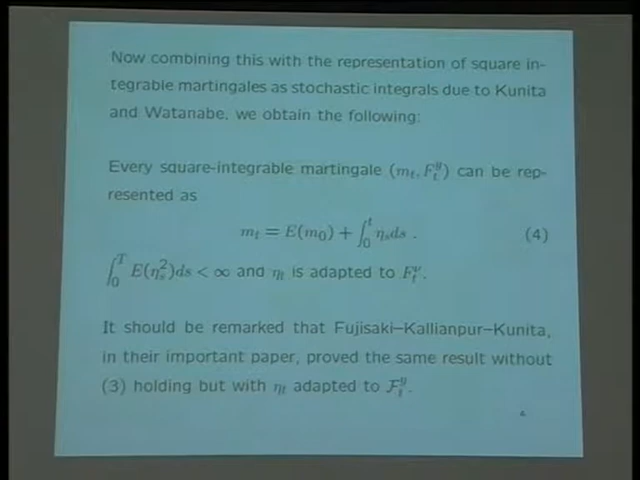 Now combining this with the representation of square in-
tegrable martingales as stochastic integrals due to Kunita
and Watanabe, we obtain the following:
Every square-integrable martingale (m_t, F_t^y) can be rep-
resented as
m_t = E(m_0) + ∫_0^t η_s ds . (4)
∫_0^T E(η_s^2)ds < ∞ and η_t is adapted to F_t^ν.
It should be remarked that Fujisaki–Kallianpur–Kunita,
in their important paper, proved the same result without
(3) holding but with η_t adapted to ℱ_t^y.